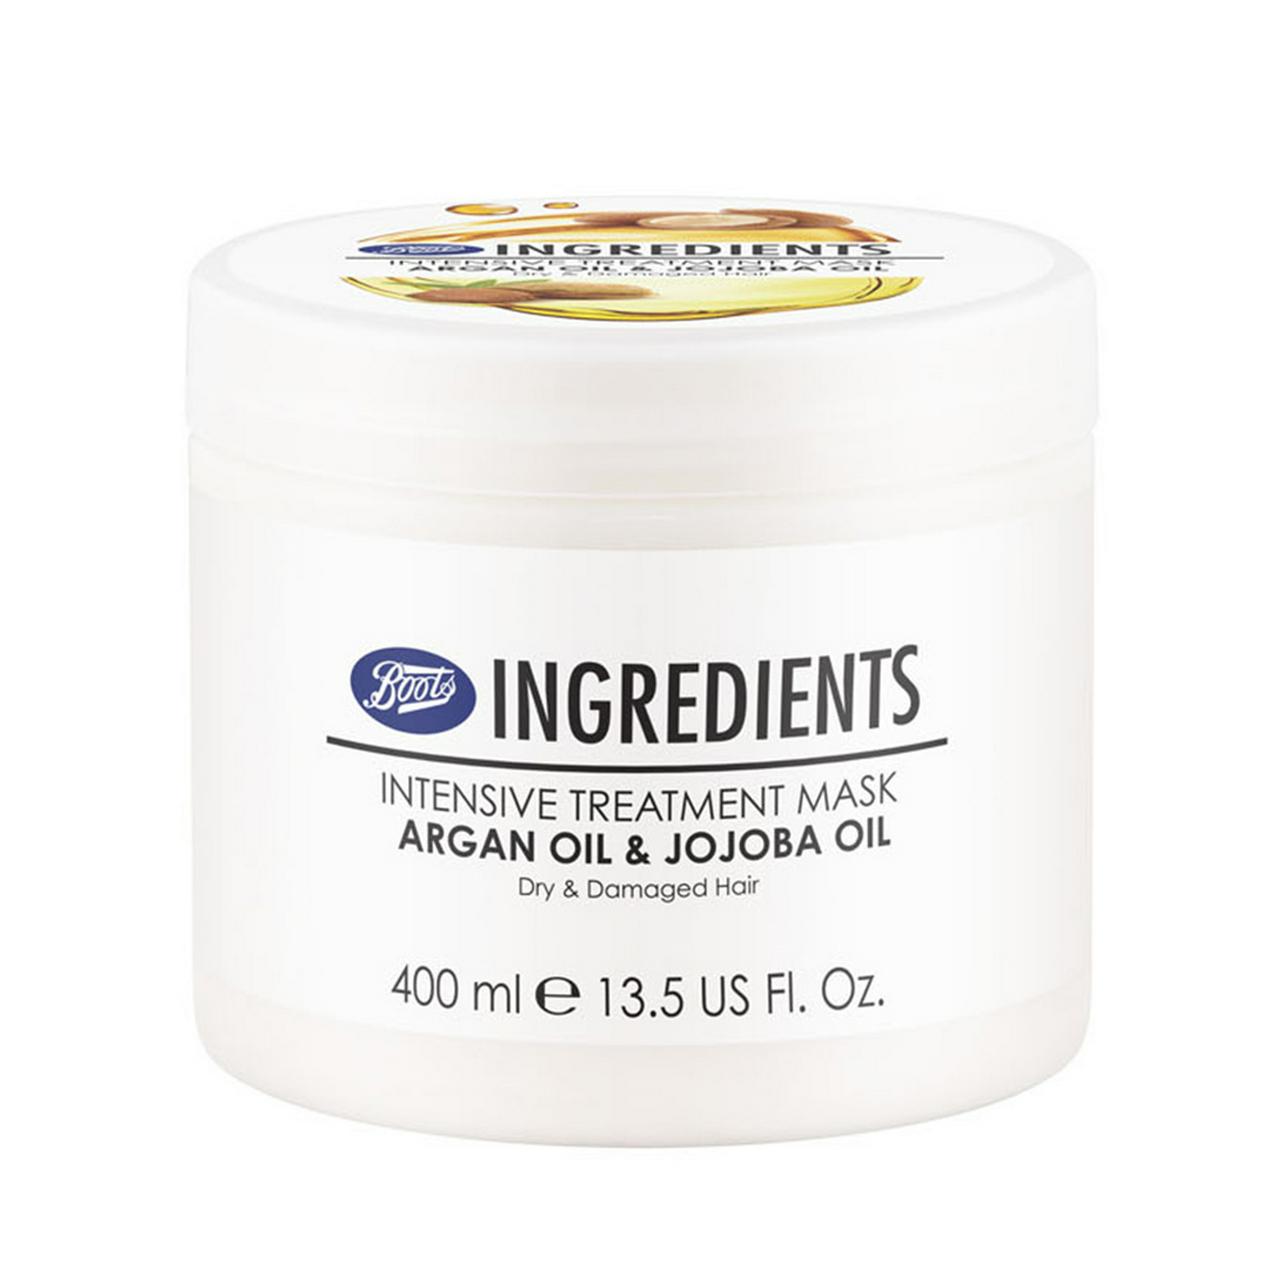 Boots INGREDIENTS
INTENSIVE TREATMENT MASK
ARGAN OIL & JOJOBA OIL
Dry & Damaged Hair
Boots INGREDIENTS
INTENSIVE TREATMENT MASK
ARGAN OIL & JOJOBA OIL
Dry & Damaged Hair
400 ml ℮ 13.5 US Fl. Oz.